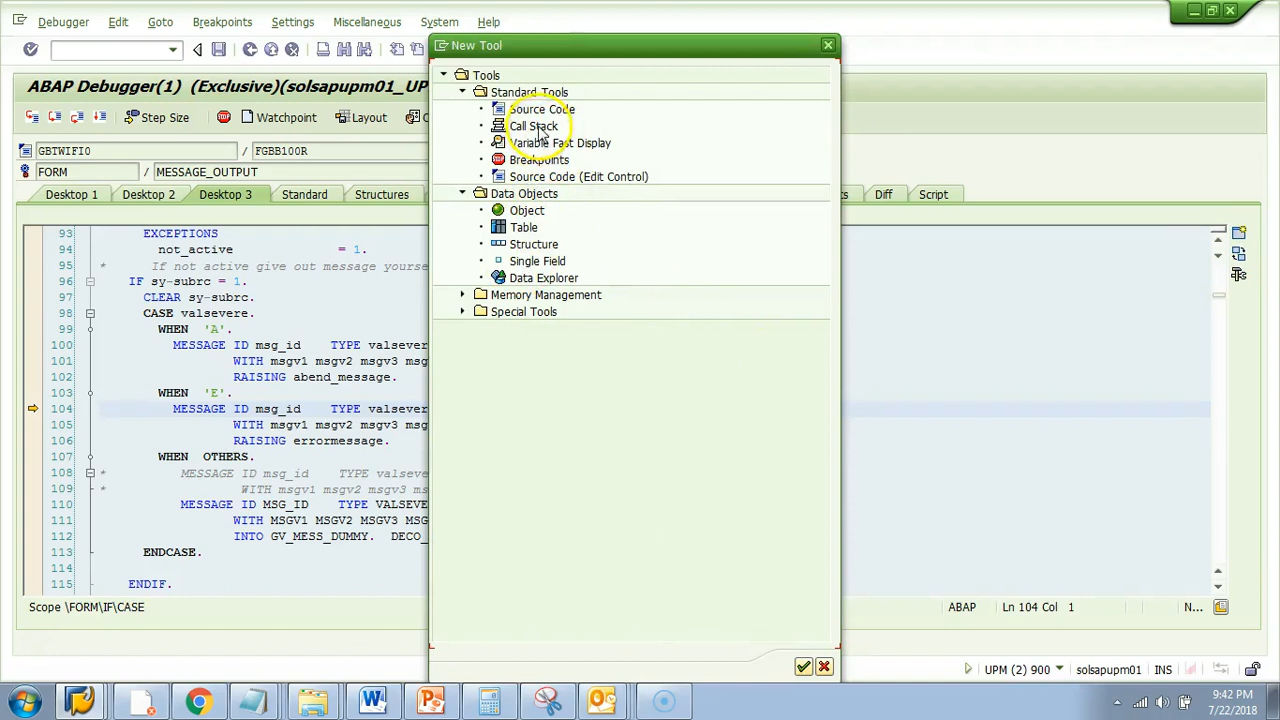 Debugger Edit Goto Breakpoints Settings Miscellaneous System Help
New Tool
ABAP Debugger(1) (Exclusive)(solsapupm01_UP
Step Size Watchpoint Layout
GBTWIFI0 / FGBB100R
FORM / MESSAGE_OUTPUT
Desktop 1 Desktop 2 Desktop 3 Standard Structures Diff Script
Tools
Standard Tools
Source Code
Call Stack
Variable Fast Display
Breakpoints
Source Code (Edit Control)
Data Objects
Object
Table
Structure
Single Field
Data Explorer
Memory Management
Special Tools
93 EXCEPTIONS
94 not_active = 1.
95 * If not active give out message yourse
96 IF sy-subrc = 1.
97 CLEAR sy-subrc.
98 CASE valsevere.
99 WHEN 'A'.
100 MESSAGE ID msg_id TYPE valsever
101 WITH msgv1 msgv2 msgv3 ms
102 RAISING abend_message.
103 WHEN 'E'.
104 MESSAGE ID msg_id TYPE valsever
105 WITH msgv1 msgv2 msgv3 ms
106 RAISING errormessage.
107 WHEN OTHERS.
108 * MESSAGE ID msg_id TYPE valseve
109 * WITH msgv1 msgv2 msgv3 ms
110 MESSAGE ID MSG_ID TYPE VALSEVE
111 WITH MSGV1 MSGV2 MSGV3 MSG
112 INTO GV_MESS_DUMMY. DECO_
113 ENDCASE.
114
115 ENDIF.
Scope \FORM\IF\CASE ABAP Ln 104 Col 1 N...
UPM (2) 900 solsapupm01 INS
9:42 PM
7/22/2018